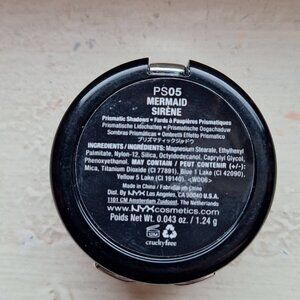 PS05
MERMAID
SIRÈNE
Prismatic Shadows • Fards à Paupières Prismatiques
Prismatische Lidschatten • Prismatische Oogschaduw
Sombras Prismáticas • Ombretti Effetto Prismatico
プリズマティックシャドウ
INGREDIENTS / INGRÉDIENTS: Magnesium Stearate, Ethylhexyl
Palmitate, Nylon-12, Silica, Octyldodecanol, Caprylyl Glycol,
Phenoxyethanol. MAY CONTAIN / PEUT CONTENIR (+/-):
Mica, Titanium Dioxide (CI 77891), Blue 1 Lake (CI 42090),
Yellow 5 Lake (CI 19140).
Made in China / Fabriqué en Chine
Dist. By NYX Los Angeles, CA 90040 U.S.A.
1101 CM Amsterdam Zuidoost, The Netherlands
www.NYXcosmetics.com
Poids Net Wt. 0.043 oz. / 1.24 g
cruelty free